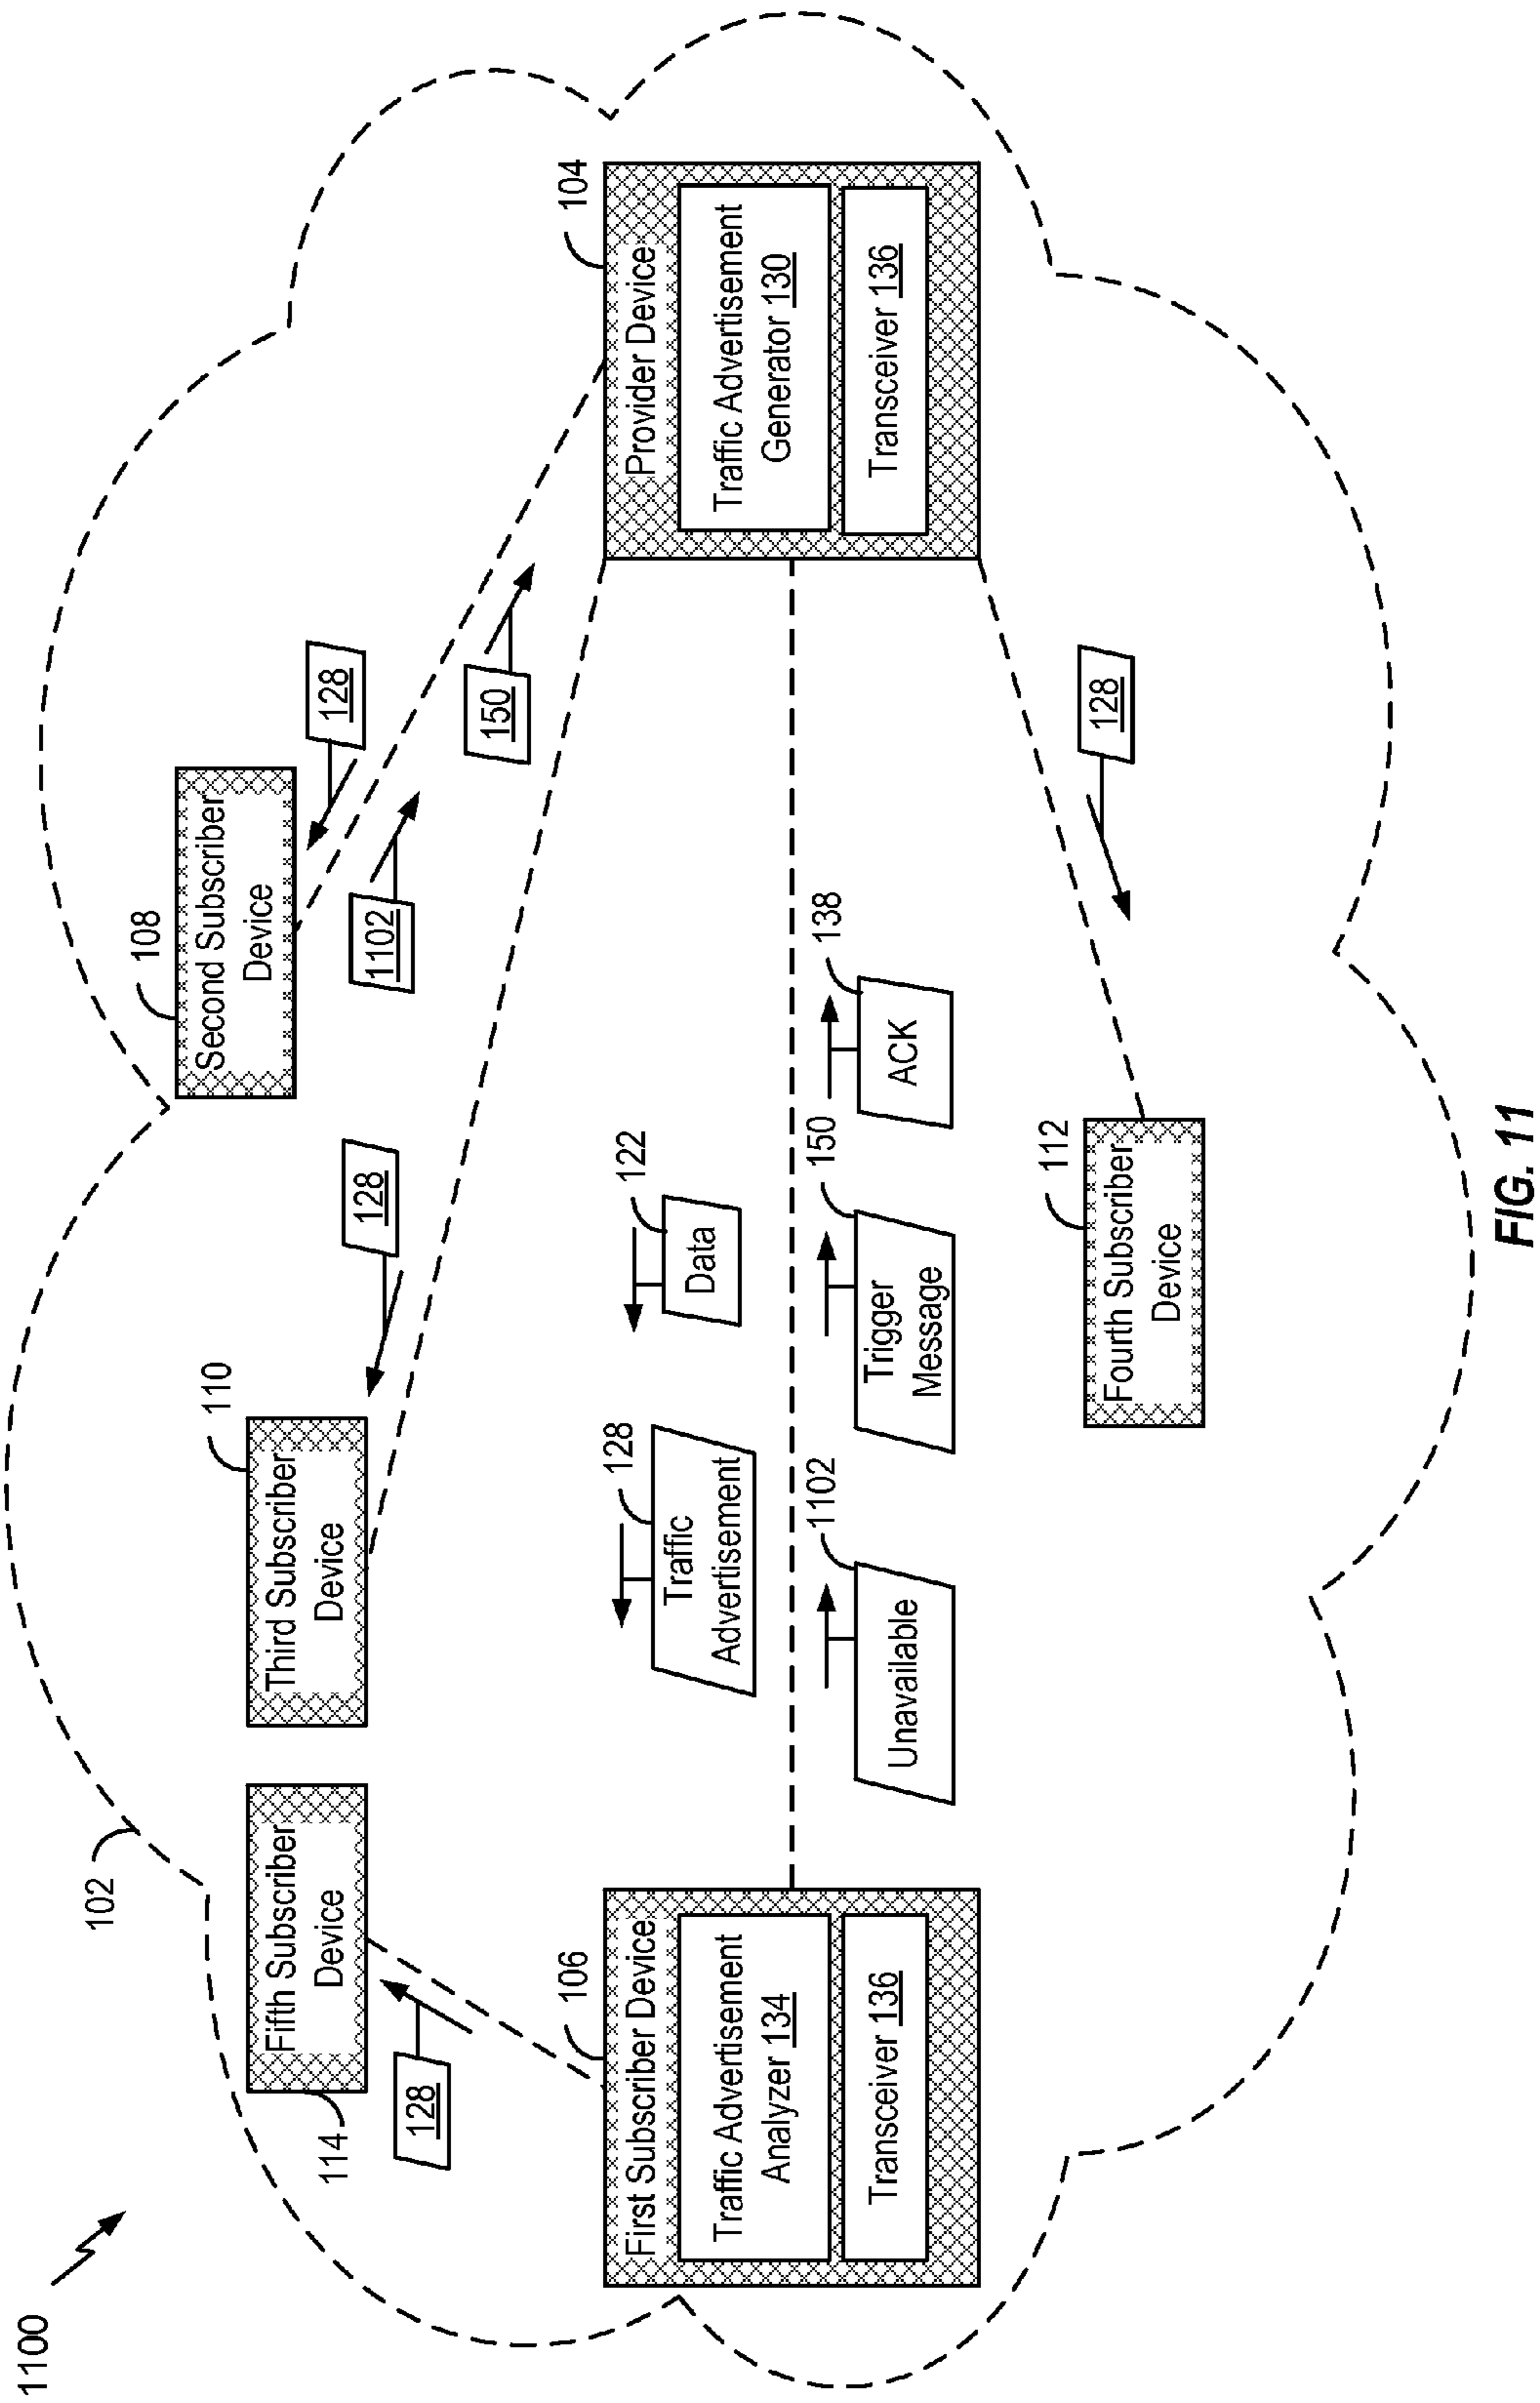 1100
102
114
Fifth Subscriber
Device
128
110
Third Subscriber
Device
128
108
Second Subscriber
Device
128
1102
150
106
First Subscriber Device
Traffic Advertisement
Analyzer 134
Transceiver 136
128
Traffic
Advertisement
122
Data
1102
Unavailable
150
Trigger
Message
138
ACK
104
Provider Device
Traffic Advertisement
Generator 130
Transceiver 136
112
Fourth Subscriber
Device
128
FIG. 11